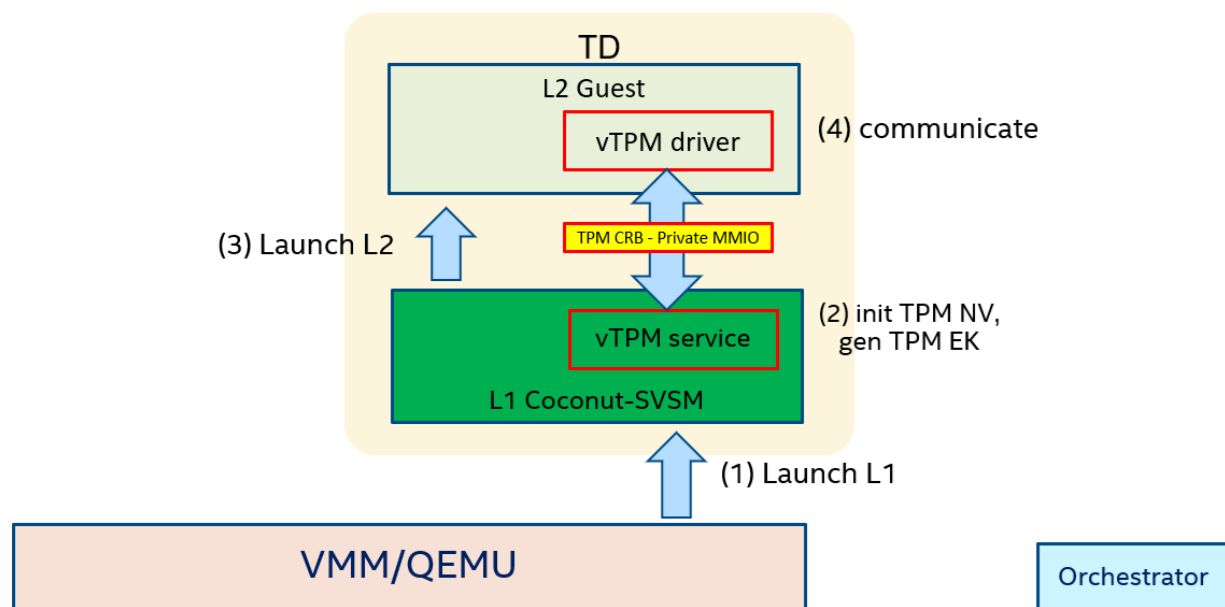 TD
L2 Guest
vTPM driver
(4) communicate
(3) Launch L2
TPM CRB - Private MMIO
vTPM service
(2) init TPM NV,
gen TPM EK
L1 Coconut-SVSM
(1) Launch L1
VMM/QEMU
Orchestrator